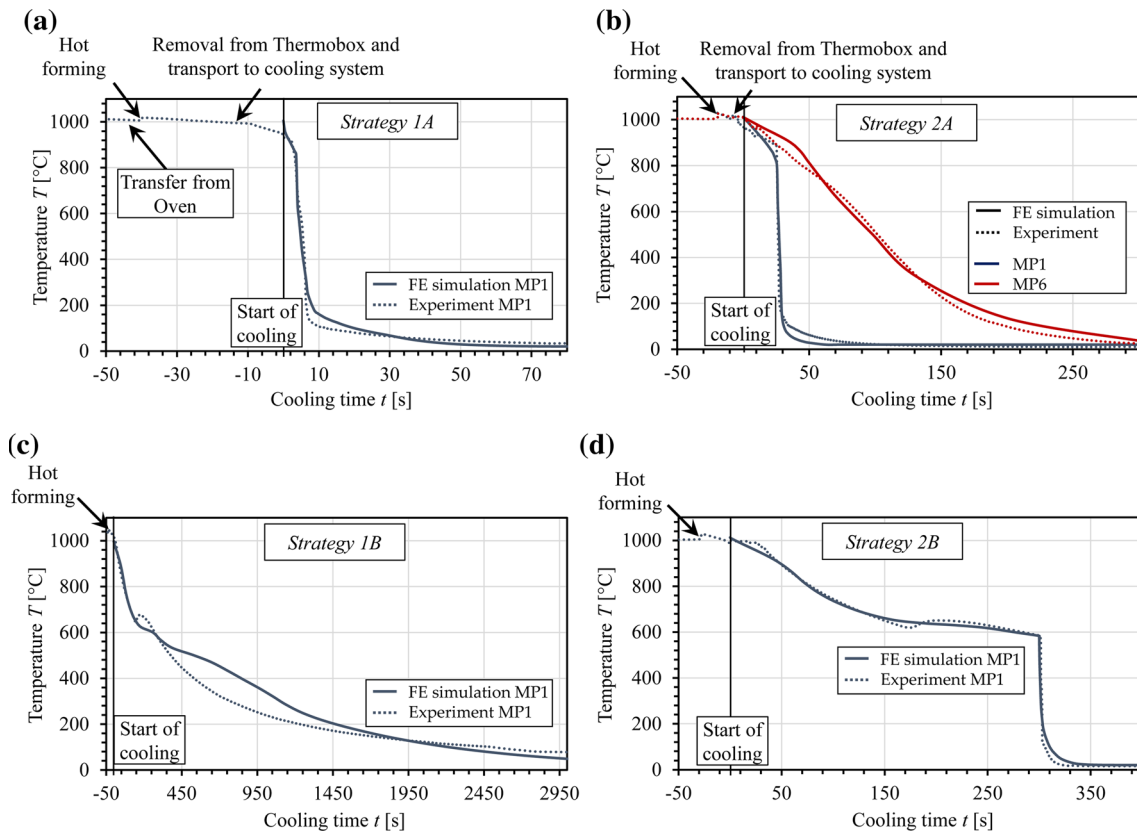 (a)
Hot
forming
Removal from Thermobox and
transport to cooling system
Strategy 1A
Transfer from
Oven
FE simulation MP1
Experiment MP1
Start of
cooling
Temperature T [°C]
1000
800
600
400
200
0
-50 -30 -10 10 30 50 70
Cooling time t [s]
(b)
Hot
forming
Removal from Thermobox and
transport to cooling system
Strategy 2A
FE simulation
Experiment
MP1
MP6
Start of
cooling
Temperature T [°C]
1000
800
600
400
200
0
-50 50 150 250
Cooling time t [s]
(c)
Hot
forming
Strategy 1B
FE simulation MP1
Experiment MP1
Start of
cooling
Temperature T [°C]
1000
800
600
400
200
0
-50 450 950 1450 1950 2450 2950
Cooling time t [s]
(d)
Hot
forming
Strategy 2B
FE simulation MP1
Experiment MP1
Start of
cooling
Temperature T [°C]
1000
800
600
400
200
0
-50 50 150 250 350
Cooling time t [s]